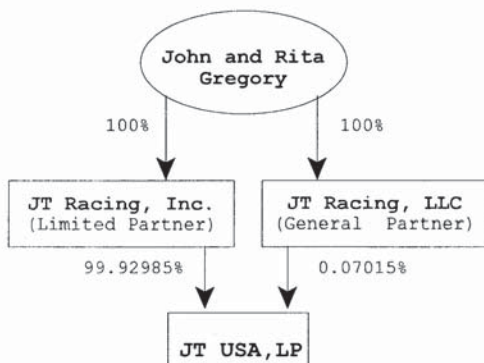 John and Rita
Gregory
100%
100%
JT Racing, Inc.
(Limited Partner)
JT Racing, LLC
(General Partner)
99.92985%
0.07015%
JT USA,LP